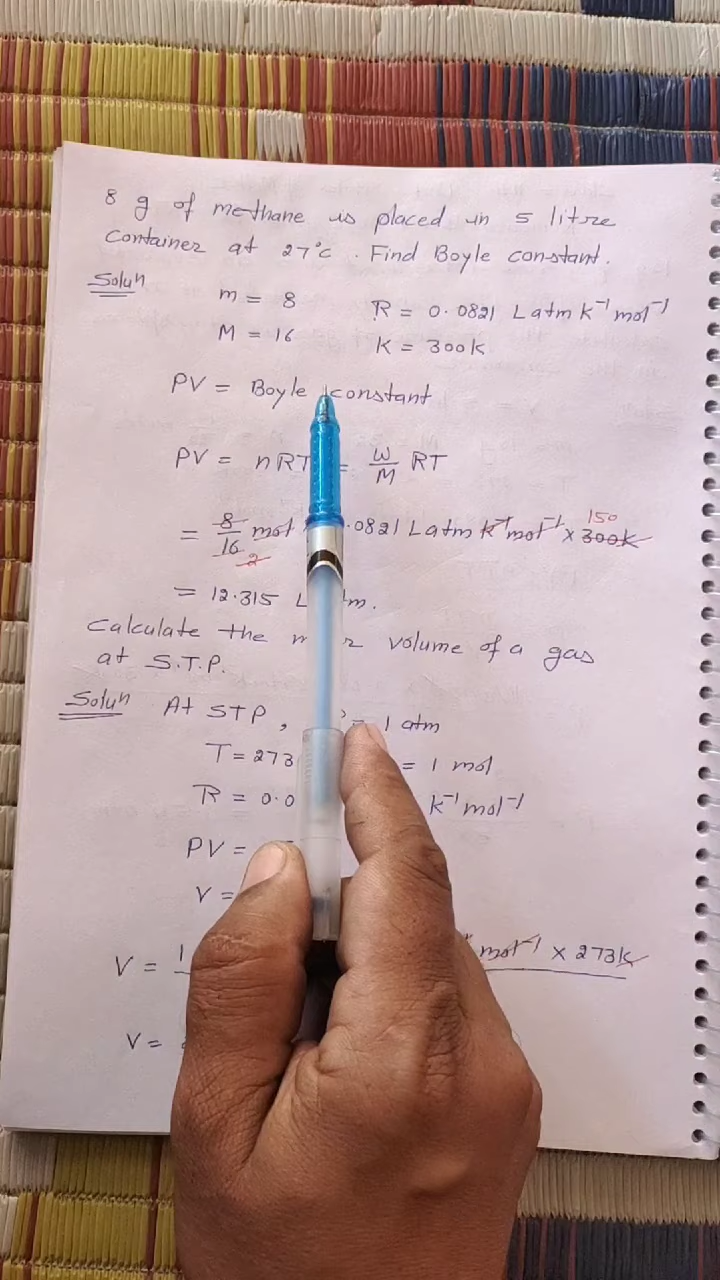 8 g of methane is placed in 5 litre
container at 27°C . Find Boyle constant.
Soluⁿ
m = 8 R = 0.0821 L atm k⁻¹ mol⁻¹
M = 16 K = 300k
PV = Boyle constant
PV = nRT = W/M RT
= 8/16 mol .0821 L atm k⁻¹ mol⁻¹ × 300k
2 150
= 12.315 L
Calculate the volume of a gas
at S.T.P.
Soluⁿ At STP , = 1 atm
T = 273 = 1 mol
R = 0.0 k⁻¹ mol⁻¹
PV =
V =
V = 1 mol⁻¹ × 273k
V =